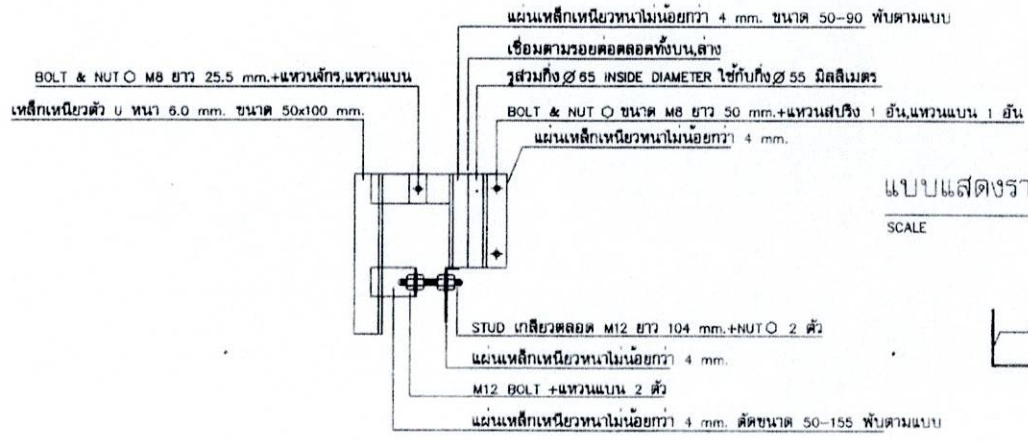 แผ่นเหล็กเหนียวหนาไม่น้อยกว่า 4 mm. ขนาด 50-90 พับตามแบบ
เชื่อมตามรอยต่อตลอดทั้งบน,ล่าง
BOLT & NUT ⬡ M8 ยาว 25.5 mm.+แหวนจักร,แหวนแบน
รูสวมกิ่ง Ø 65 INSIDE DIAMETER ใช้กับกิ่ง Ø 55 มิลลิเมตร
เหล็กเหนียวตัว U หนา 6.0 mm. ขนาด 50x100 mm.
BOLT & NUT ⬡ ขนาด M8 ยาว 50 mm.+แหวนสปริง 1 อัน,แหวนแบน 1 อัน
แผ่นเหล็กเหนียวหนาไม่น้อยกว่า 4 mm.
แบบแสดงรา
SCALE
STUD เกลียวตลอด M12 ยาว 104 mm.+NUT ⬡ 2 ตัว
แผ่นเหล็กเหนียวหนาไม่น้อยกว่า 4 mm.
M12 BOLT +แหวนแบน 2 ตัว
แผ่นเหล็กเหนียวหนาไม่น้อยกว่า 4 mm. ตัดขนาด 50-155 พับตามแบบ